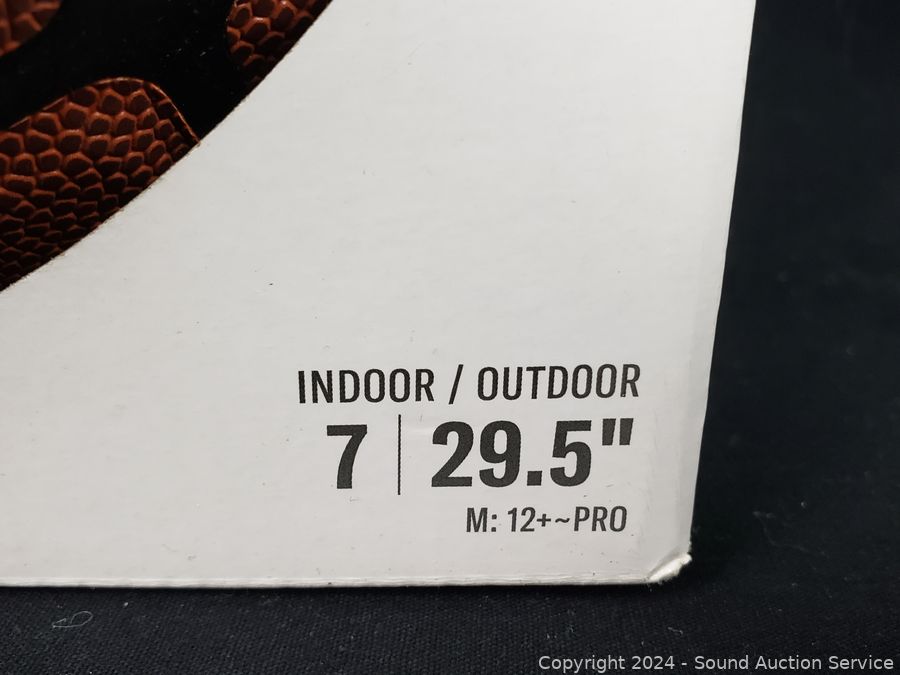 INDOOR / OUTDOOR
7 | 29.5"
M: 12+~PRO
Copyright 2024 - Sound Auction Service